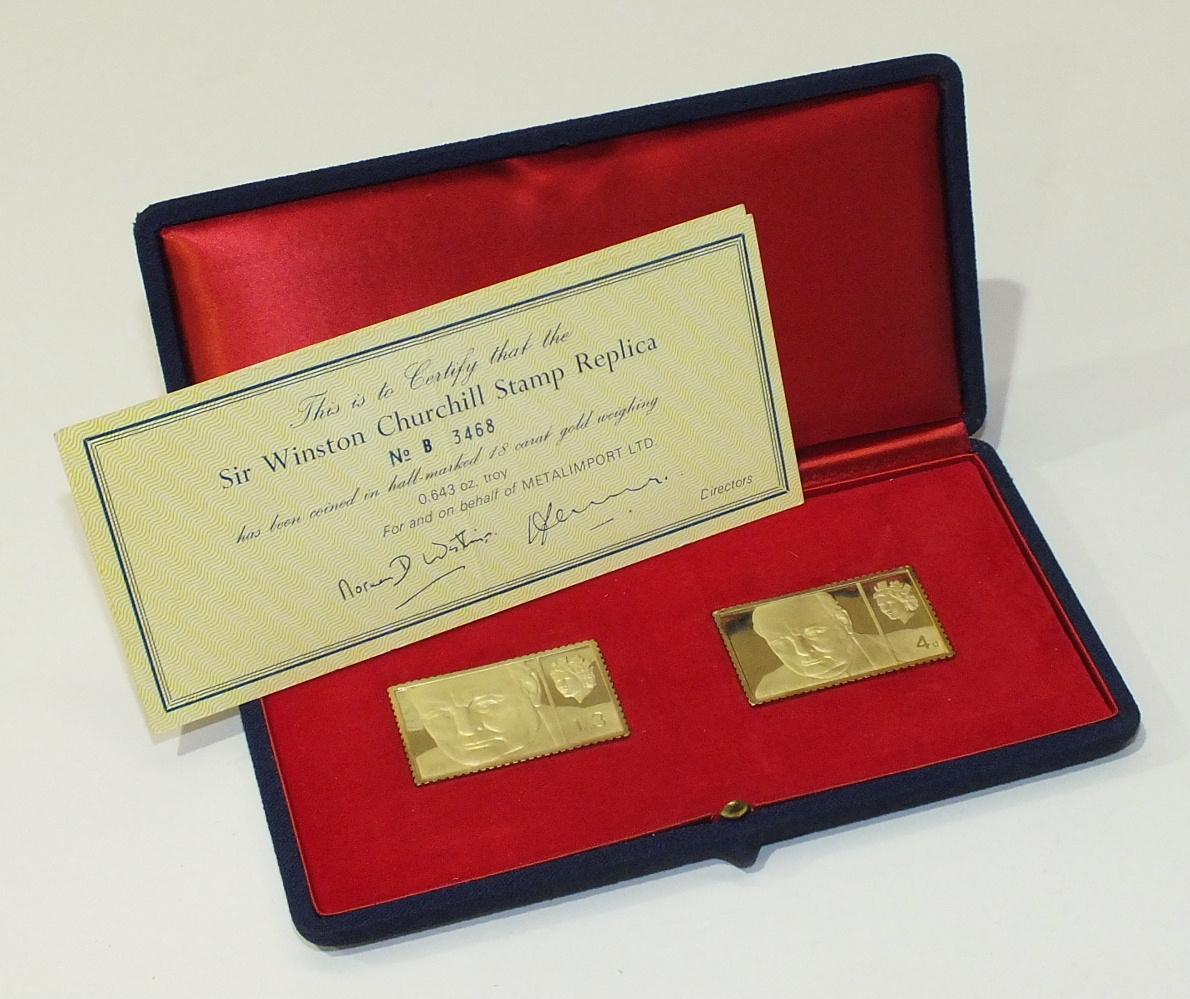 This is to Certify that the
Sir Winston Churchill Stamp Replica
No B 3468
has been coined in hall-marked 18 carat gold weighing
0.643 oz. troy
For and on behalf of METALIMPORT LTD.
Directors
1 3
4d